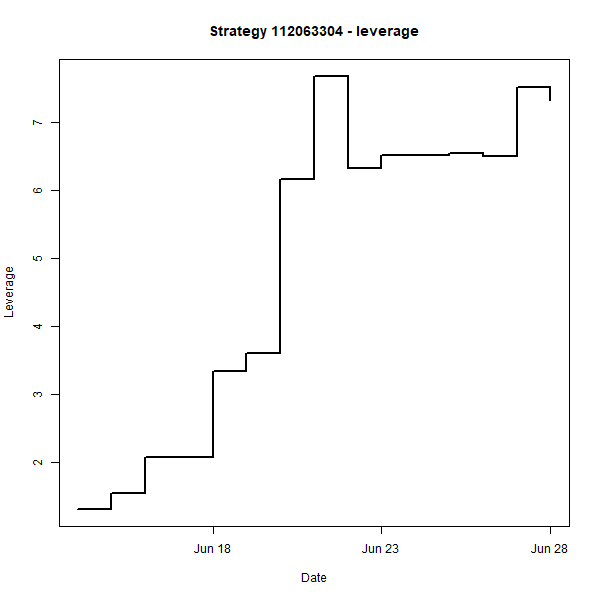 Strategy 112063304 - leverage
Leverage
7
6
5
4
3
2
Jun 18
Jun 23
Jun 28
Date